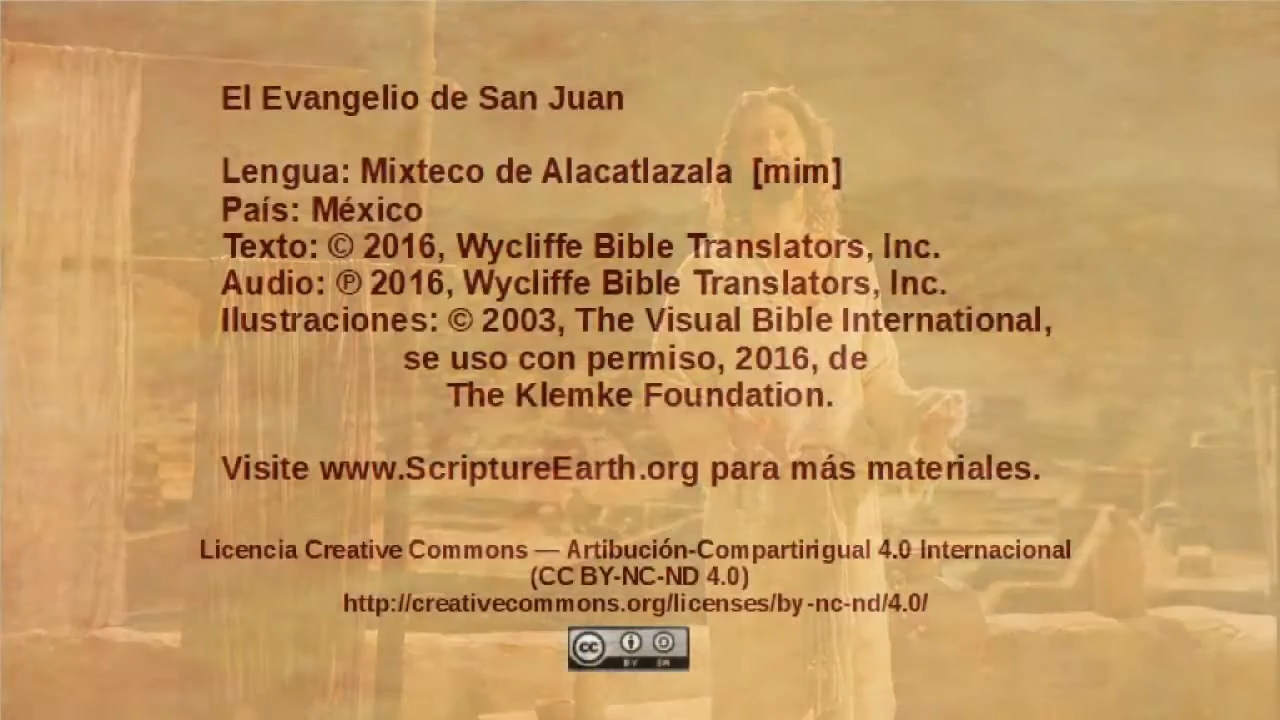 El Evangelio de San Juan
Lengua: Mixteco de Alacatlazala [mim]
País: México
Texto: © 2016, Wycliffe Bible Translators, Inc.
Audio: ℗ 2016, Wycliffe Bible Translators, Inc.
Ilustraciones: © 2003, The Visual Bible International,
se uso con permiso, 2016, de
The Klemke Foundation.
Visite www.ScriptureEarth.org para más materiales.
Licencia Creative Commons — Artibución-CompartirIgual 4.0 Internacional
(CC BY-NC-ND 4.0)
http://creativecommons.org/licenses/by-nc-nd/4.0/
cc
BY SA